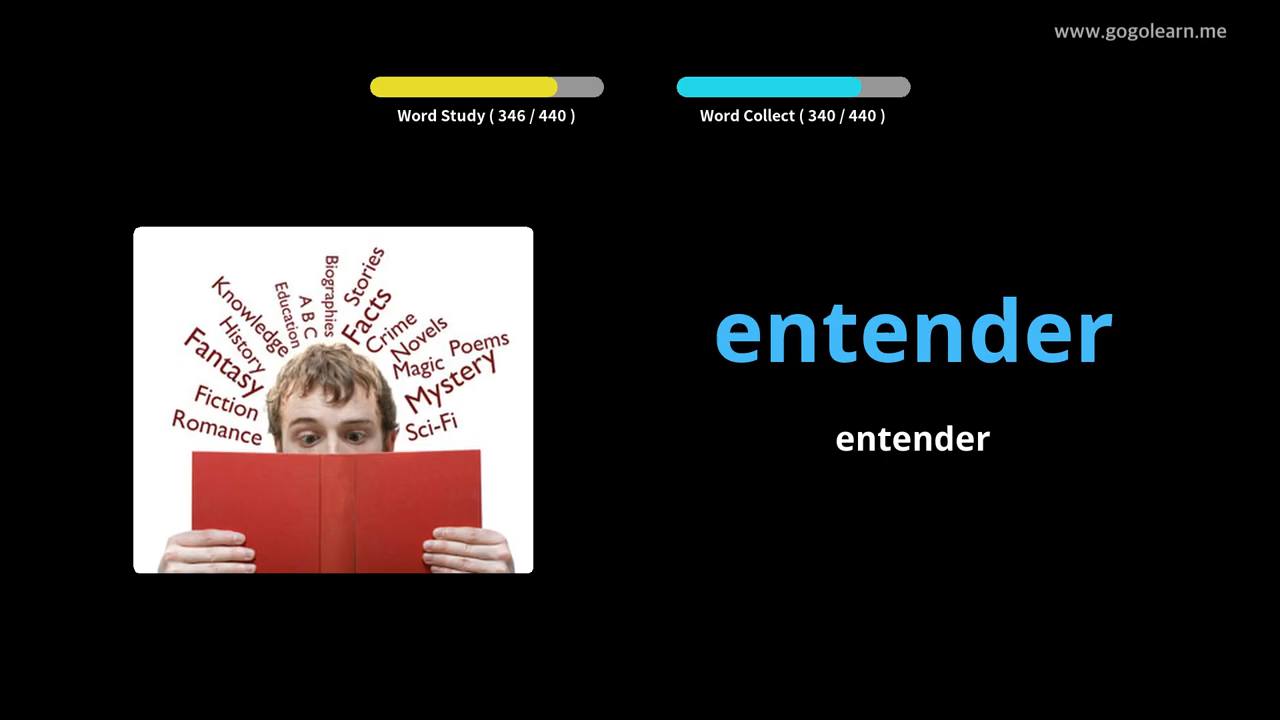 www.gogolearn.me
Word Study ( 346 / 440 )
Word Collect ( 340 / 440 )
Knowledge
History
Fantasy
Fiction
Romance
Education
A B C
Biographies
Stories
Facts
Crime
Novels
Magic
Poems
Mystery
Sci-Fi
entender
entender